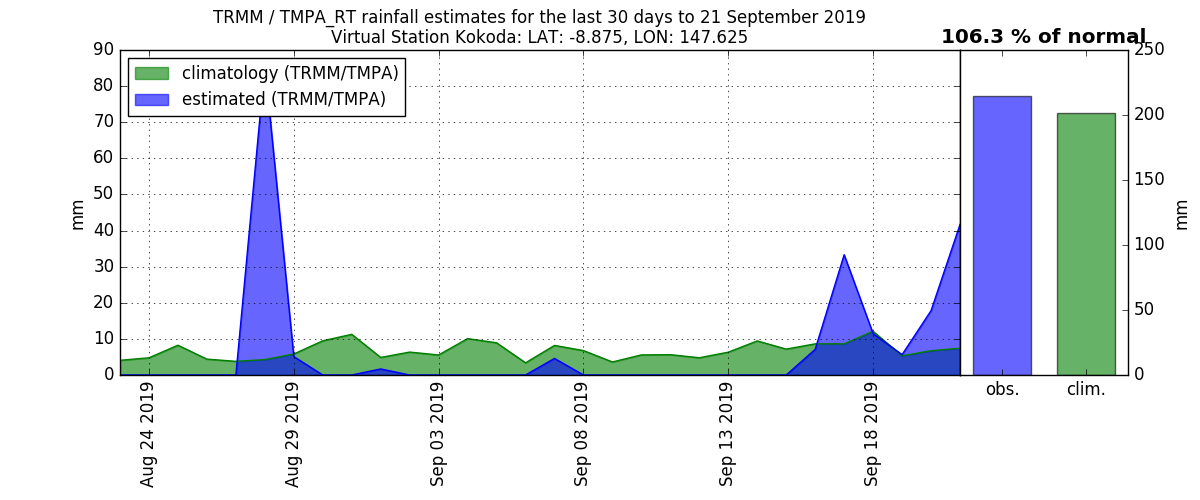 TRMM / TMPA_RT rainfall estimates for the last 30 days to 21 September 2019
Virtual Station Kokoda: LAT: -8.875, LON: 147.625
106.3 % of normal
climatology (TRMM/TMPA)
estimated (TRMM/TMPA)
90
80
70
60
50
40
30
20
10
0
mm
Aug 24 2019
Aug 29 2019
Sep 03 2019
Sep 08 2019
Sep 13 2019
Sep 18 2019
250
200
150
100
50
0
mm
obs.
clim.